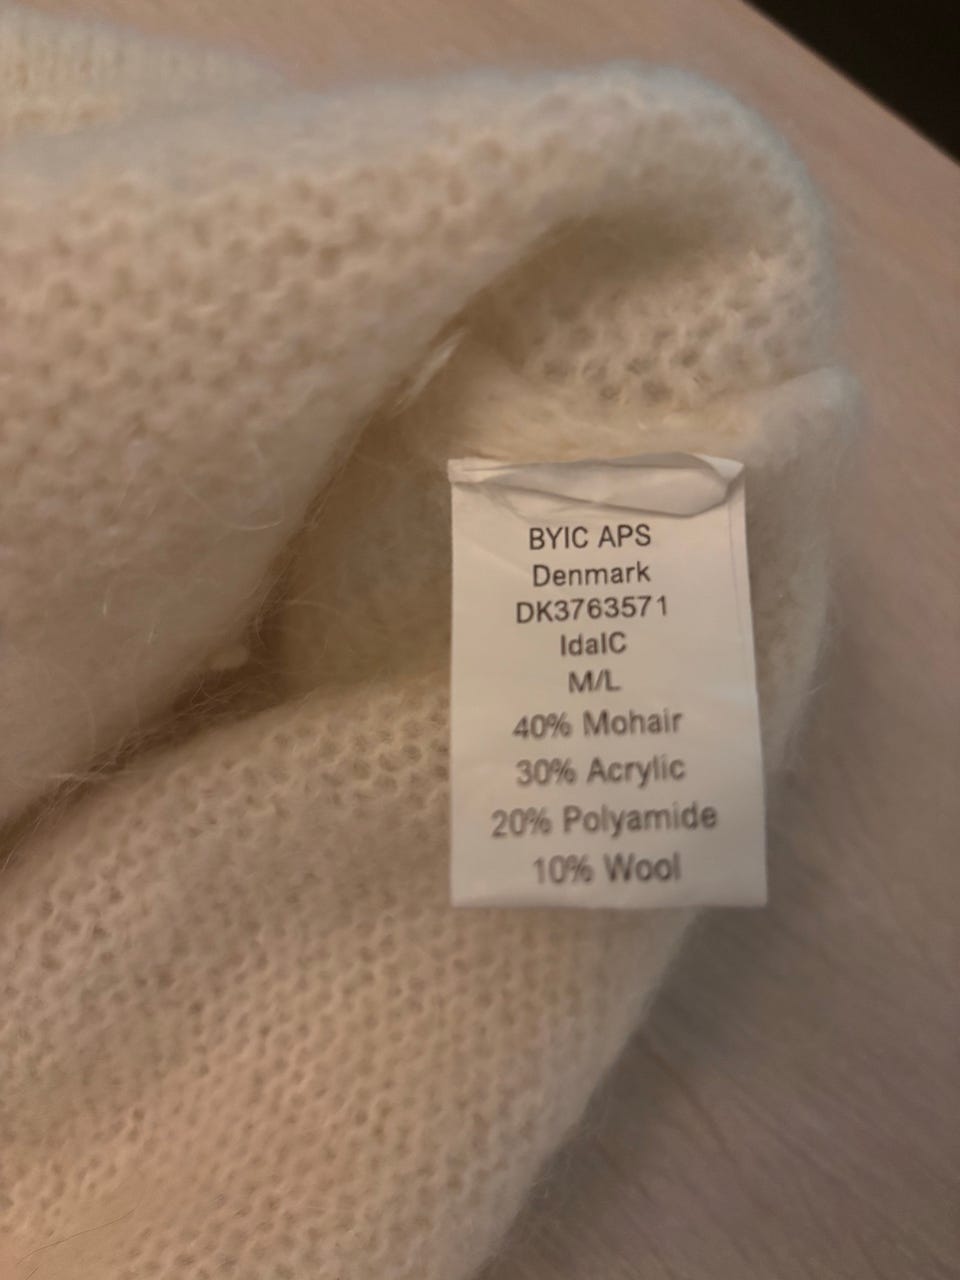 BYIC APS
Denmark
DK3763571
IdaIC
M/L
40% Mohair
30% Acrylic
20% Polyamide
10% Wool